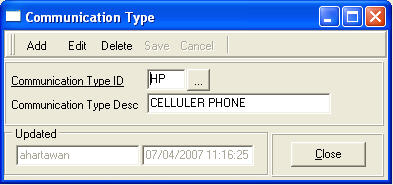 Communication Type
Add Edit Delete Save Cancel
Communication Type ID HP ...
Communication Type Desc CELLULER PHONE
Updated
ahartawan 07/04/2007 11:16:25 Close